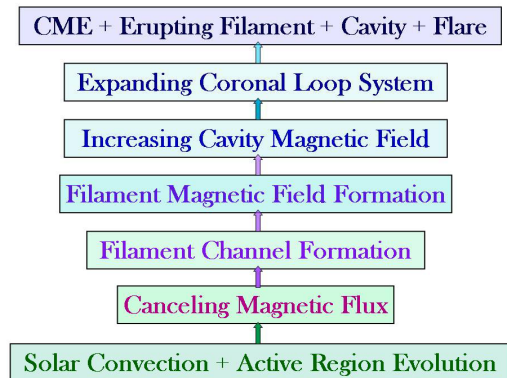 CME + Erupting Filament + Cavity + Flare
Expanding Coronal Loop System
Increasing Cavity Magnetic Field
Filament Magnetic Field Formation
Filament Channel Formation
Canceling Magnetic Flux
Solar Convection + Active Region Evolution